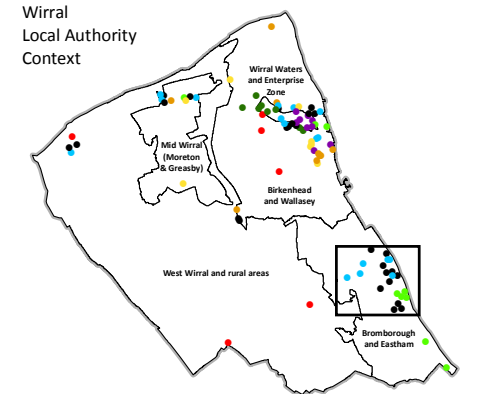 Wirral
Local Authority
Context
Wirral Waters
and Enterprise
Zone
Mid Wirral
(Moreton
& Greasby)
Birkenhead
and Wallasey
West Wirral and rural areas
Bromborough
and Eastham